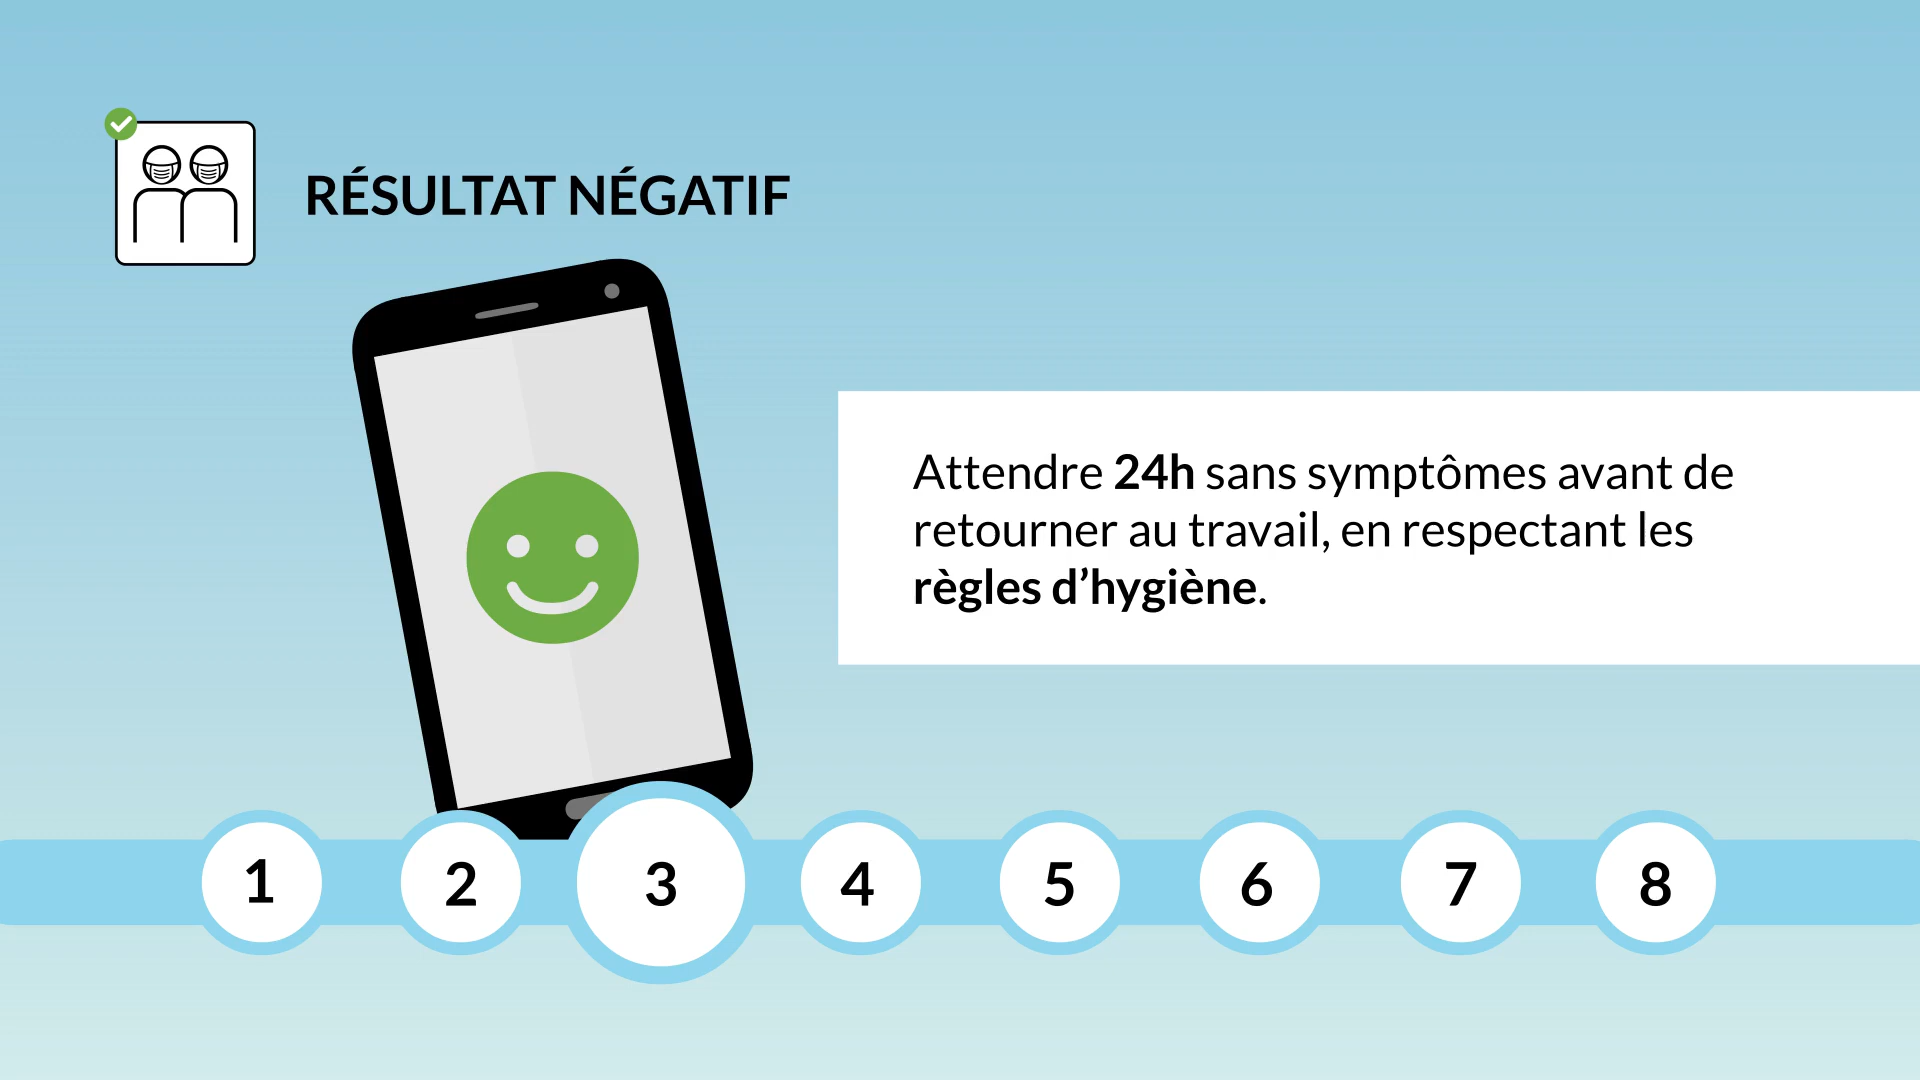 RÉSULTAT NÉGATIF
Attendre 24h sans symptômes avant de
retourner au travail, en respectant les
règles d’hygiène.
1 2 3 4 5 6 7 8